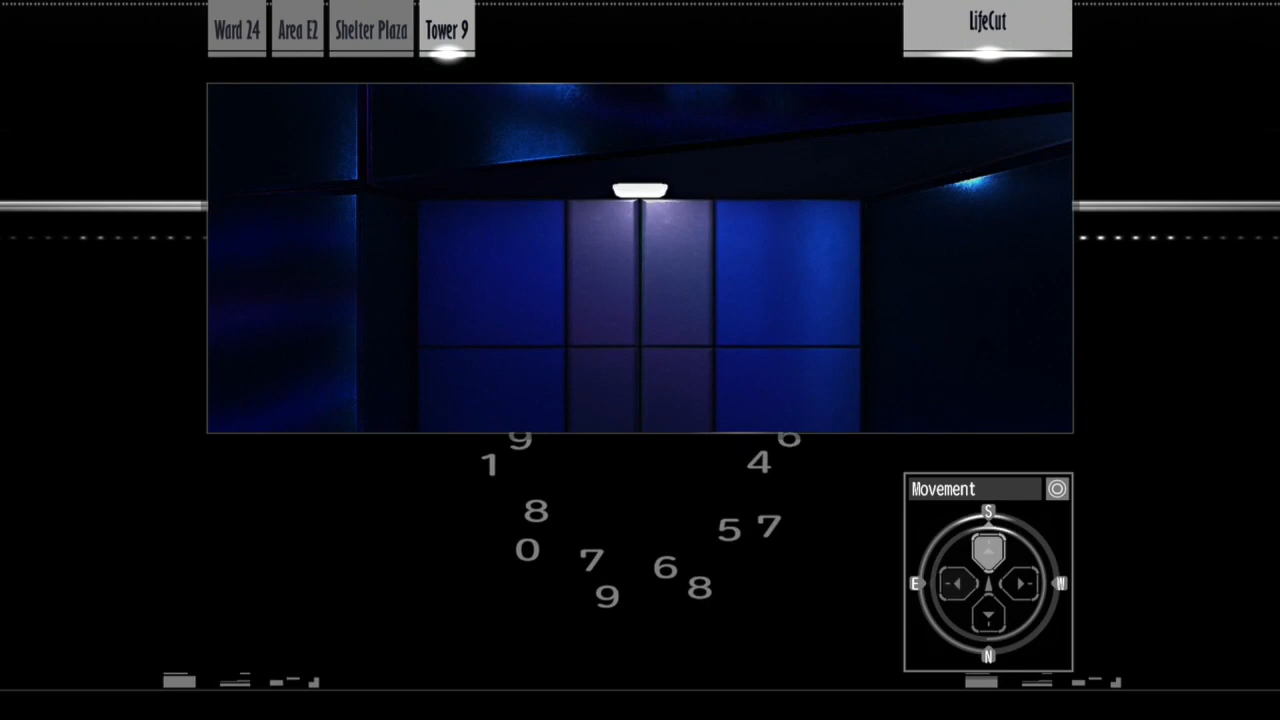 Ward 24
Area E2
Shelter Plaza
Tower 9
LifeCut
9
6
1
4
8
5
7
0
7
6
9
8
Movement
S
E
W
N